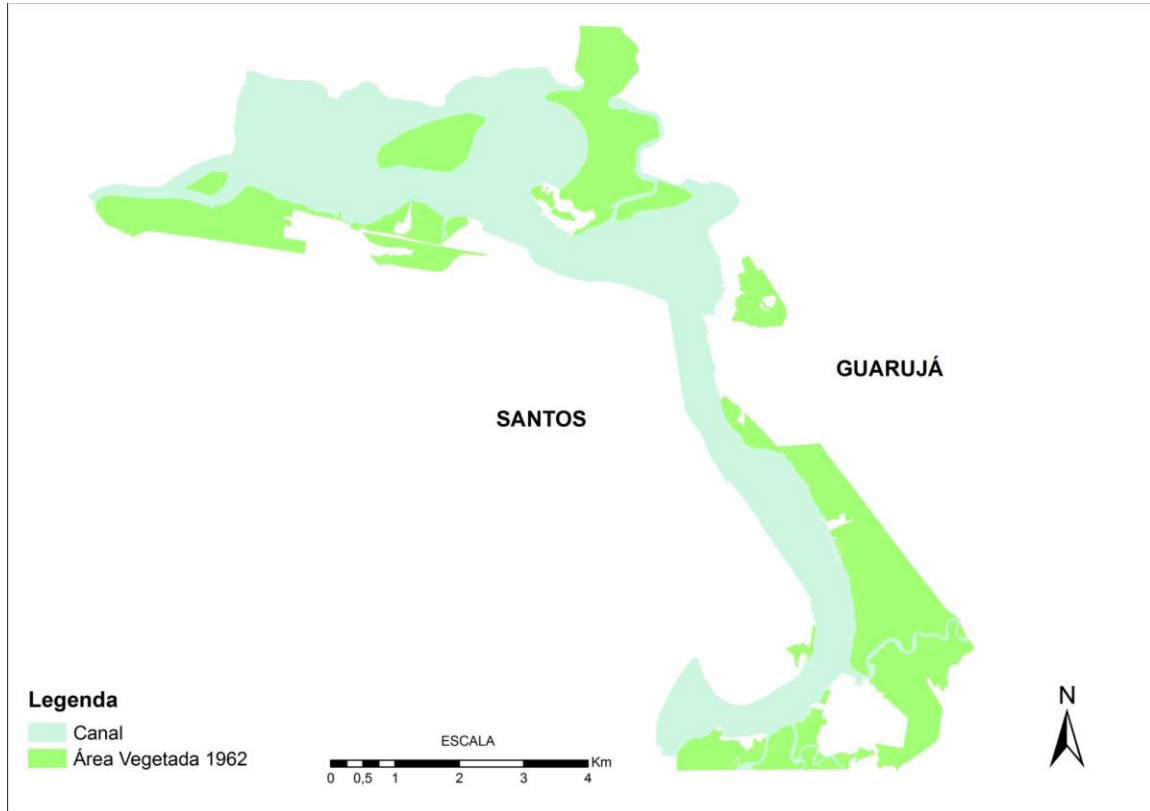 GUARUJÁ
SANTOS
Legenda
Canal
Área Vegetada 1962
ESCALA
Km
0 0,5 1 2 3 4
N